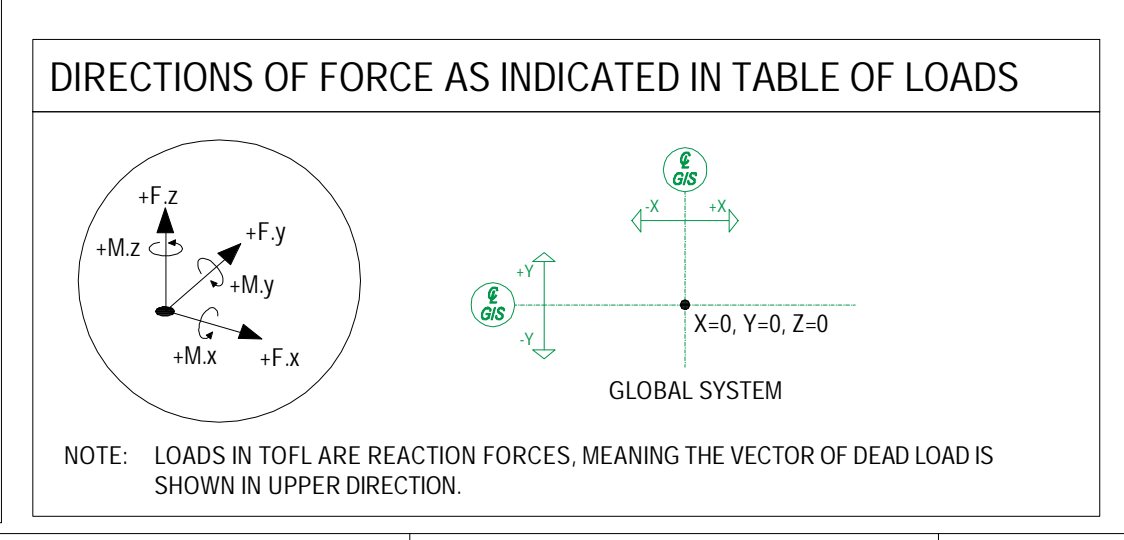 DIRECTIONS OF FORCE AS INDICATED IN TABLE OF LOADS
+F.z
+M.z
+F.y
+M.y
+M.x
+F.x
℄
GIS
-X
+X
+Y
℄
GIS
-Y
X=0, Y=0, Z=0
GLOBAL SYSTEM
NOTE: LOADS IN TOFL ARE REACTION FORCES, MEANING THE VECTOR OF DEAD LOAD IS
SHOWN IN UPPER DIRECTION.